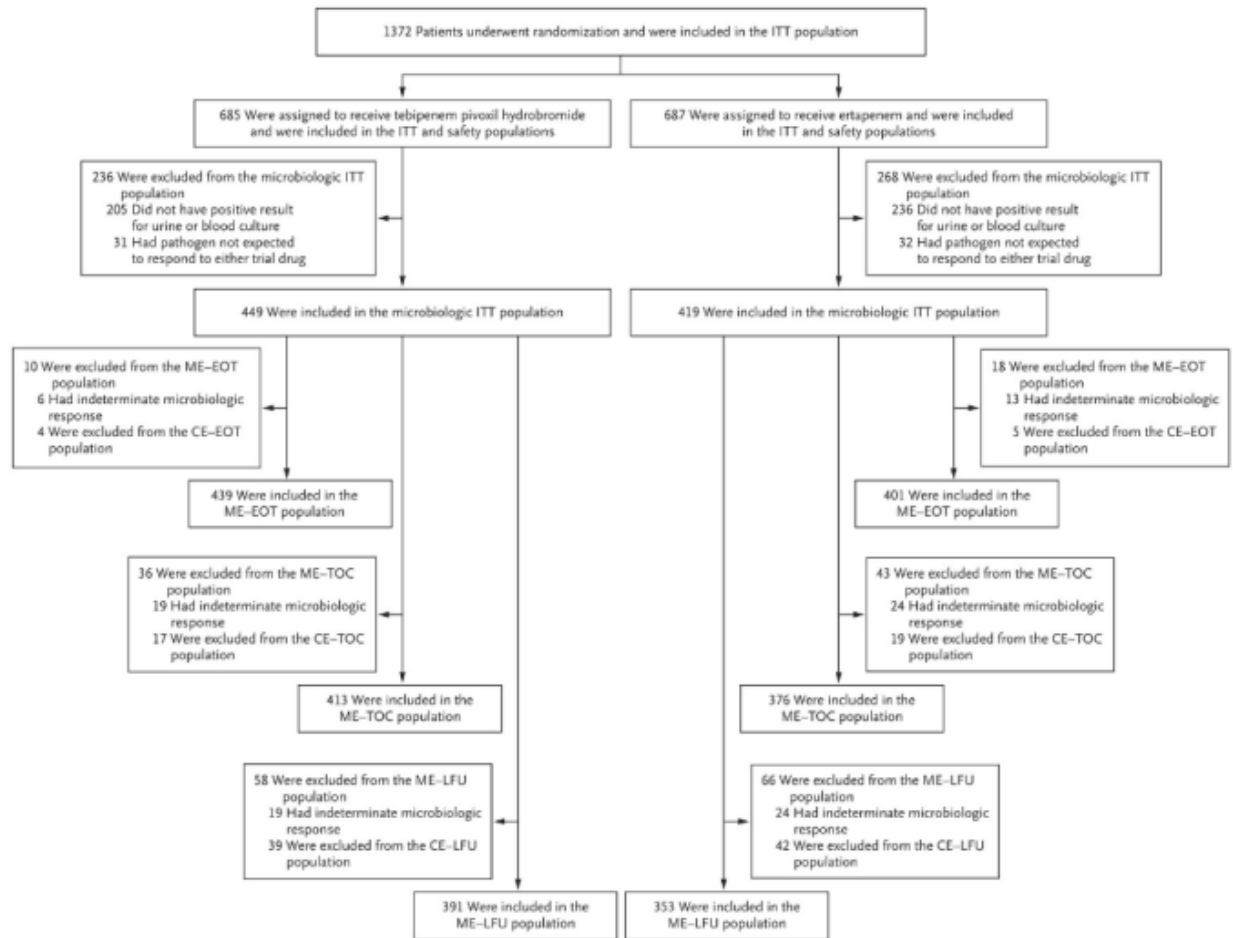 1372 Patients underwent randomization and were included in the ITT population
685 Were assigned to receive tebipenem pivoxil hydrobromide
and were included in the ITT and safety populations
687 Were assigned to receive ertapenem and were included
in the ITT and safety populations
236 Were excluded from the microbiologic ITT
population
205 Did not have positive result
for urine or blood culture
31 Had pathogen not expected
to respond to either trial drug
268 Were excluded from the microbiologic ITT
population
236 Did not have positive result
for urine or blood culture
32 Had pathogen not expected
to respond to either trial drug
449 Were included in the microbiologic ITT population
419 Were included in the microbiologic ITT population
10 Were excluded from the ME–EOT
population
6 Had indeterminate microbiologic
response
4 Were excluded from the CE–EOT
population
18 Were excluded from the ME–EOT
population
13 Had indeterminate microbiologic
response
5 Were excluded from the CE–EOT
population
439 Were included in the
ME–EOT population
401 Were included in the
ME–EOT population
36 Were excluded from the ME–TOC
population
19 Had indeterminate microbiologic
response
17 Were excluded from the CE–TOC
population
43 Were excluded from the ME–TOC
population
24 Had indeterminate microbiologic
response
19 Were excluded from the CE–TOC
population
413 Were included in the
ME–TOC population
376 Were included in the
ME–TOC population
58 Were excluded from the ME–LFU
population
19 Had indeterminate microbiologic
response
39 Were excluded from the CE–LFU
population
66 Were excluded from the ME–LFU
population
24 Had indeterminate microbiologic
response
42 Were excluded from the CE–LFU
population
391 Were included in the
ME–LFU population
353 Were included in the
ME–LFU population